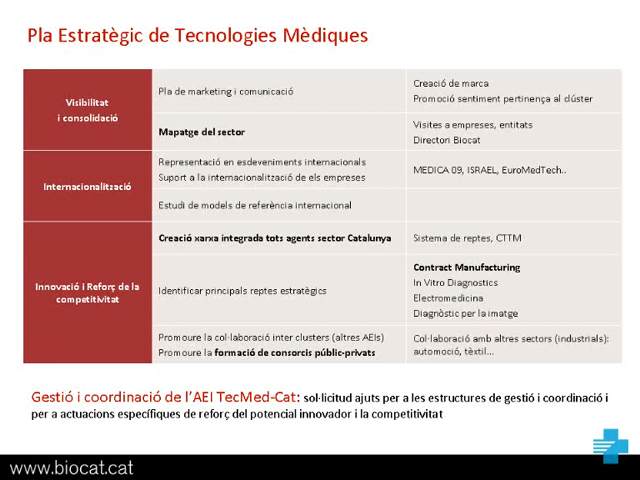 Pla Estratègic de Tecnologies Mèdiques
Visibilitat
i consolidació
Pla de marketing i comunicació
Creació de marca
Promoció sentiment pertinença al clúster
Mapatge del sector
Visites a empreses, entitats
Directori Biocat
Internacionalització
Representació en esdeveniments internacionals
Suport a la internacionalització de els empreses
MEDICA 09, ISRAEL, EuroMedTech..
Estudi de models de referència internacional
Innovació i Reforç de la
competitivitat
Creació xarxa integrada tots agents sector Catalunya
Sistema de reptes, CTTM
Identificar principals reptes estratègics
Contract Manufacturing
In Vitro Diagnostics
Electromedicina
Diagnòstic per la imatge
Promoure la col·laboració inter clusters (altres AEIs)
Promoure la formació de consorcis públic-privats
Col·laboració amb altres sectors (industrials):
automoció, tèxtil...
Gestió i coordinació de l'AEI TecMed-Cat: sol·licitud ajuts per a les estructures de gestió i coordinació i
per a actuacions específiques de reforç del potencial innovador i la competitivitat
www.biocat.cat